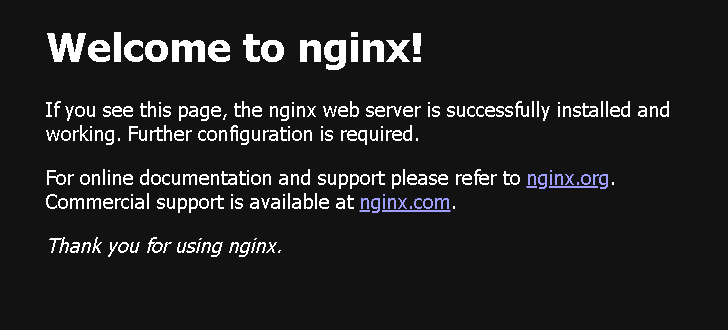 Welcome to nginx!
If you see this page, the nginx web server is successfully installed and
working. Further configuration is required.
For online documentation and support please refer to nginx.org.
Commercial support is available at nginx.com.
Thank you for using nginx.